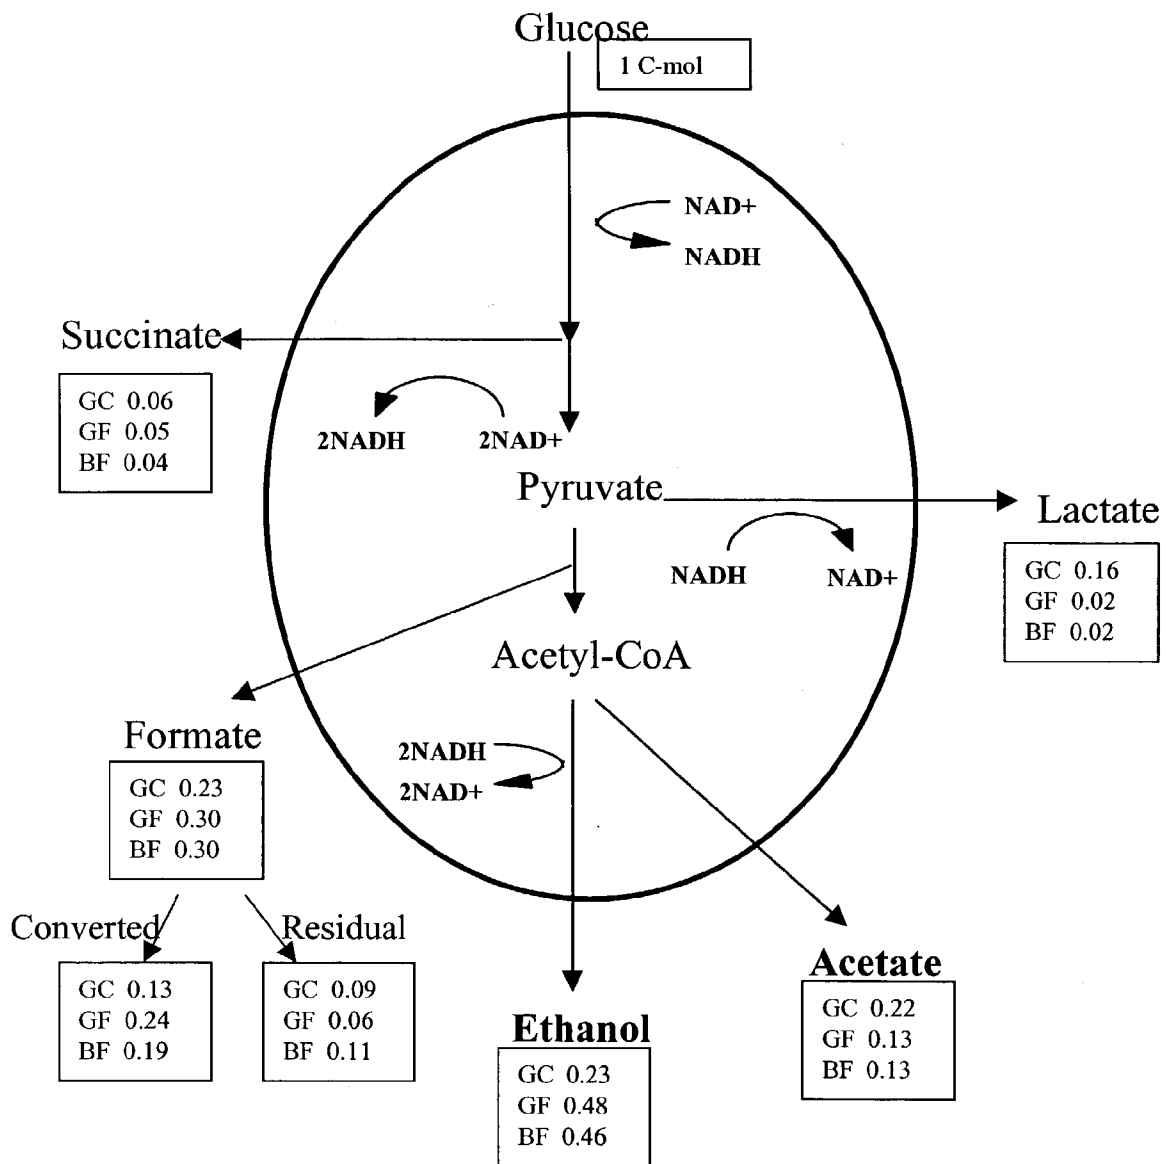 Glucose
1 C-mol
NAD+
NADH
Succinate
GC 0.06
GF 0.05
BF 0.04
2NADH
2NAD+
Pyruvate
Lactate
GC 0.16
GF 0.02
BF 0.02
NADH
NAD+
Acetyl-CoA
Formate
GC 0.23
GF 0.30
BF 0.30
2NADH
2NAD+
Converted
GC 0.13
GF 0.24
BF 0.19
Residual
GC 0.09
GF 0.06
BF 0.11
Ethanol
GC 0.23
GF 0.48
BF 0.46
Acetate
GC 0.22
GF 0.13
BF 0.13